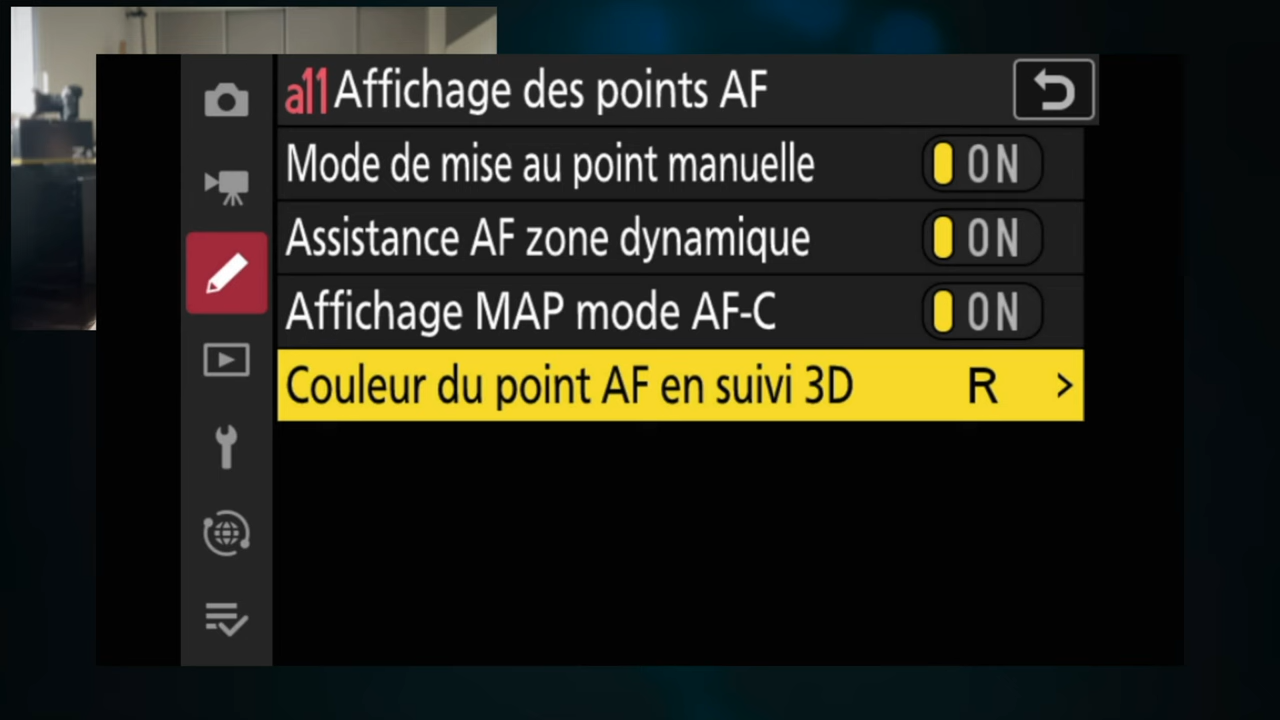 a11 Affichage des points AF
Mode de mise au point manuelle ON
Assistance AF zone dynamique ON
Affichage MAP mode AF-C ON
Couleur du point AF en suivi 3D R >